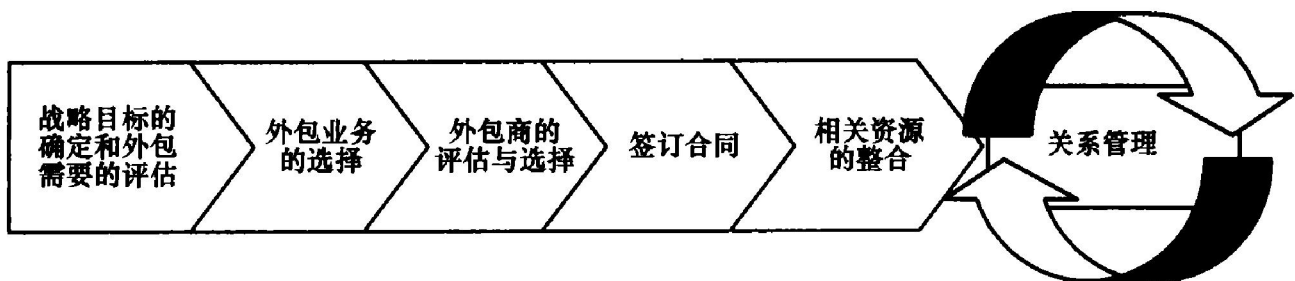 战略目标的
确定和外包
需要的评估
外包业务
的选择
外包商的
评估与选择
签订合同
相关资源
的整合
关系管理